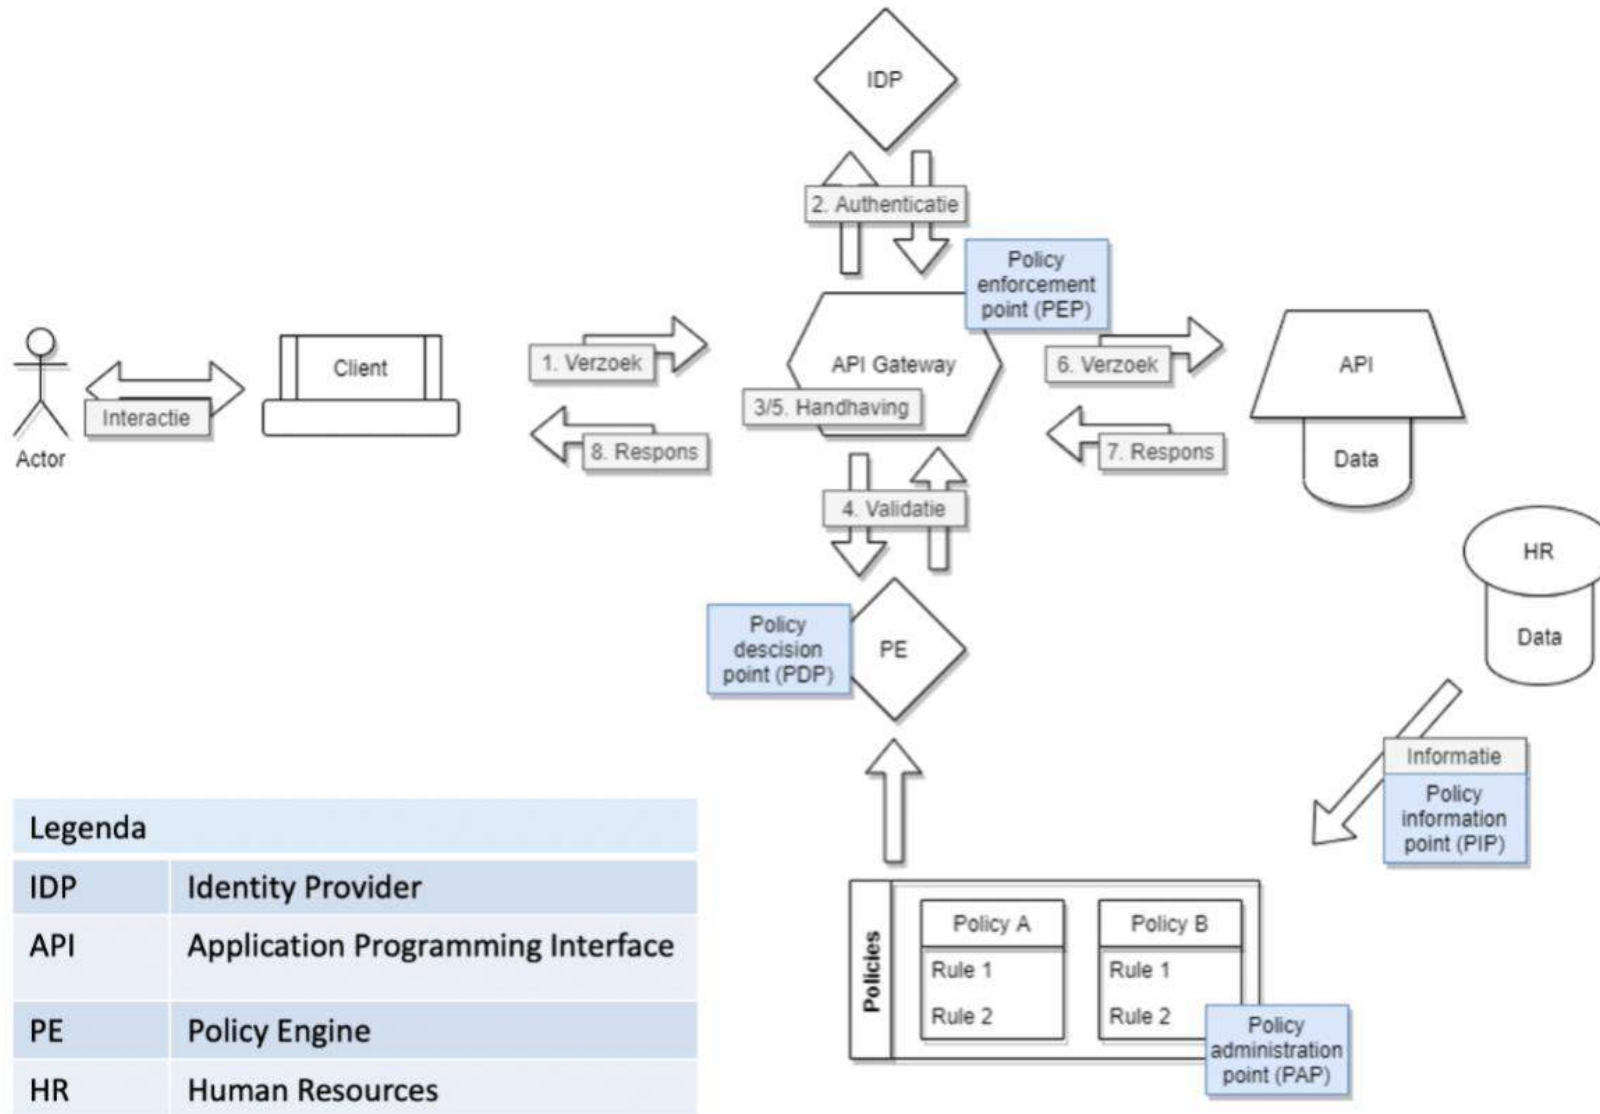 IDP
2. Authenticatie
Policy
enforcement
point (PEP)
Actor
Interactie
Client
1. Verzoek
8. Respons
API Gateway
3/5. Handhaving
6. Verzoek
7. Respons
API
Data
4. Validatie
HR
Data
Policy
descision
point (PDP)
PE
Informatie
Policy
information
point (PIP)
Policies
Policy A
Rule 1
Rule 2
Policy B
Rule 1
Rule 2
Policy
administration
point (PAP)
Legenda
IDP Identity Provider
API Application Programming Interface
PE Policy Engine
HR Human Resources